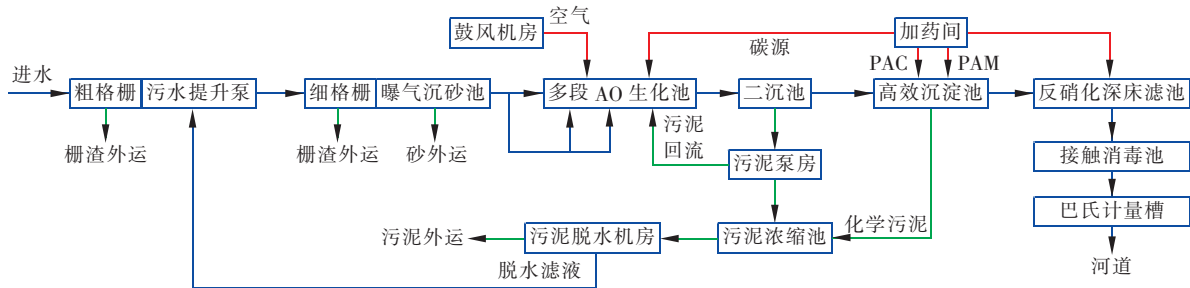 空气
鼓风机房
加药间
碳源
PAC
PAM
进水
粗格栅
污水提升泵
细格栅
曝气沉砂池
多段 AO 生化池
二沉池
高效沉淀池
反硝化深床滤池
栅渣外运
栅渣外运
砂外运
污泥
回流
污泥泵房
接触消毒池
巴氏计量槽
污泥外运
污泥脱水机房
污泥浓缩池
化学污泥
脱水滤液
河道